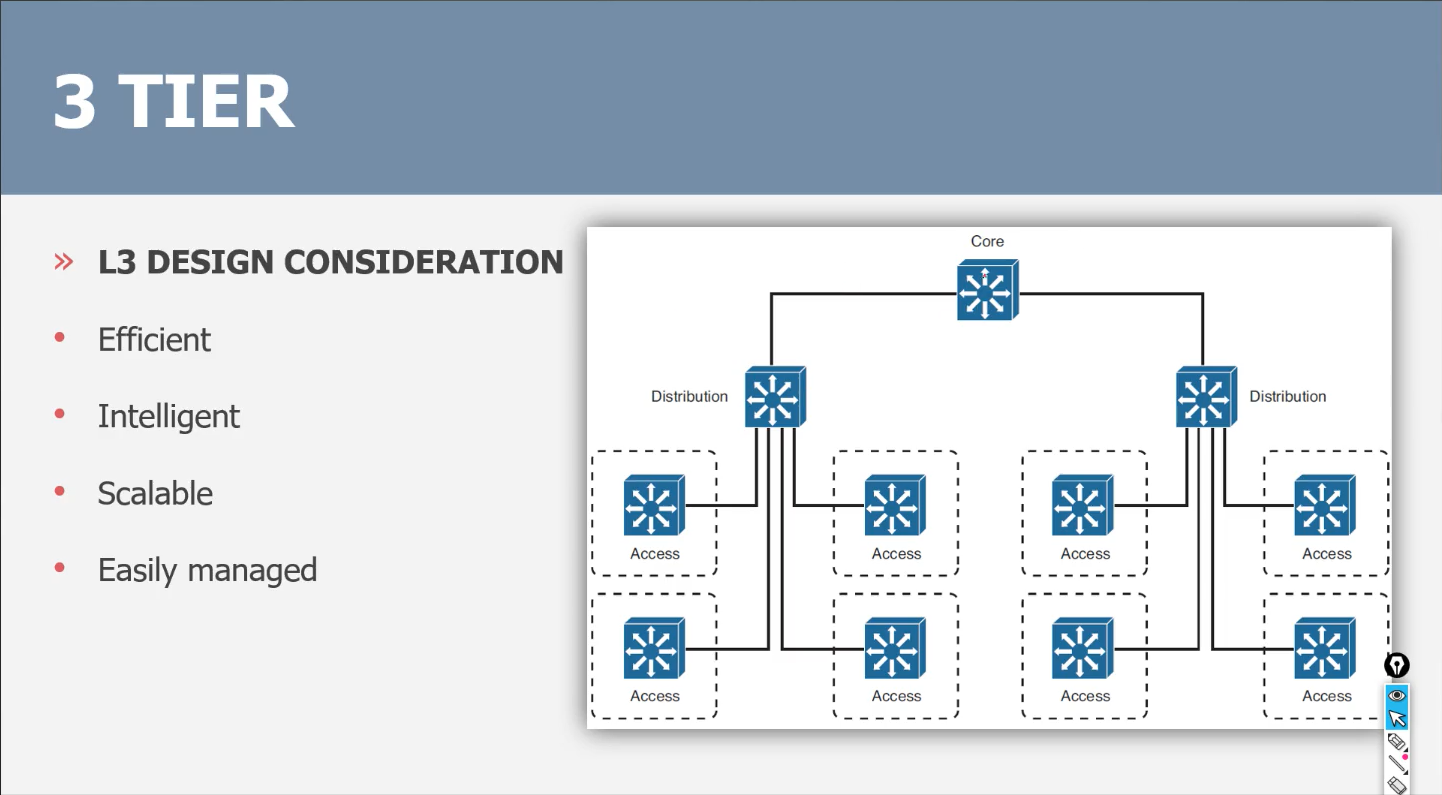 3 TIER
» L3 DESIGN CONSIDERATION
• Efficient
• Intelligent
• Scalable
• Easily managed
Core
Distribution
Distribution
Access
Access
Access
Access
Access
Access
Access
Access